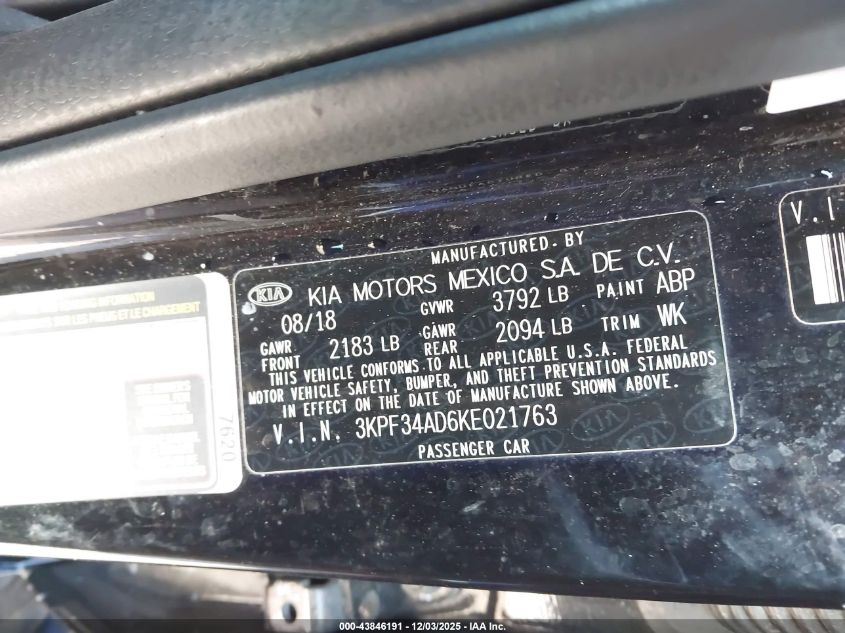 MANUFACTURED. BY
KIA KIA MOTORS MEXICO S.A. DE C.V.
08/18 GVWR 3792 LB PAINT ABP
GAWR FRONT 2183 LB GAWR REAR 2094 LB TRIM WK
THIS VEHICLE CONFORMS TO ALL APPLICABLE U.S.A. FEDERAL
MOTOR VEHICLE SAFETY, BUMPER, AND THEFT PREVENTION STANDARDS
IN EFFECT ON THE DATE OF MANUFACTURE SHOWN ABOVE.
V.I.N. 3KPF34AD6KE021763
PASSENGER CAR
7620
V.I
000-43846191 - 12/03/2025 - IAA Inc.